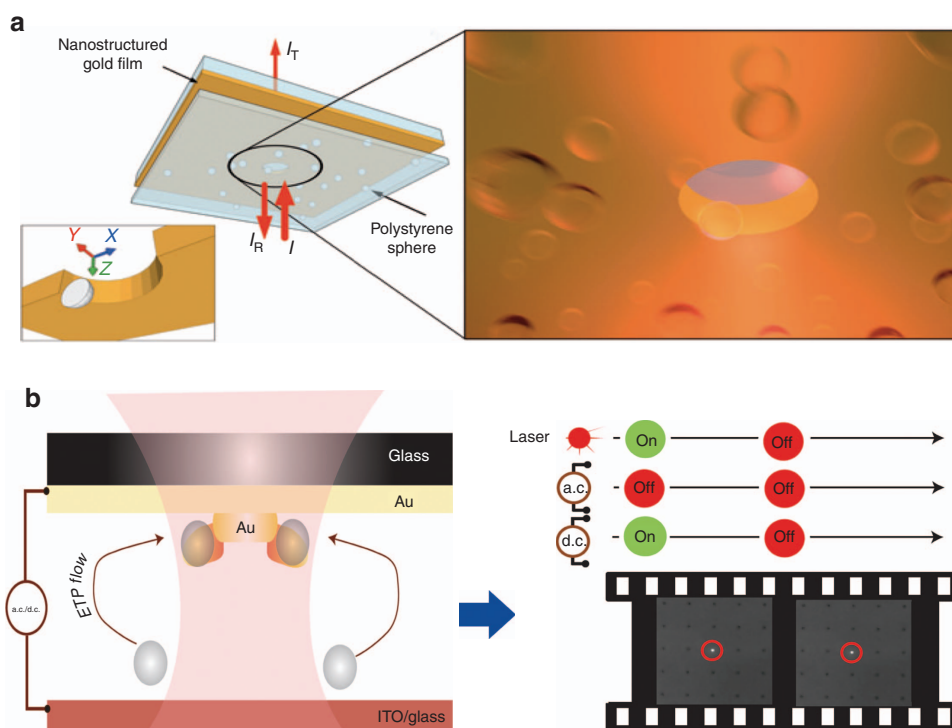 a
Nanostructured
gold film
I_T
Polystyrene
sphere
I_R
I
Y
X
Z
b
Glass
Au
Au
ETP flow
a.c./d.c.
ITO/glass
Laser
On
Off
a.c.
Off
Off
d.c.
On
Off